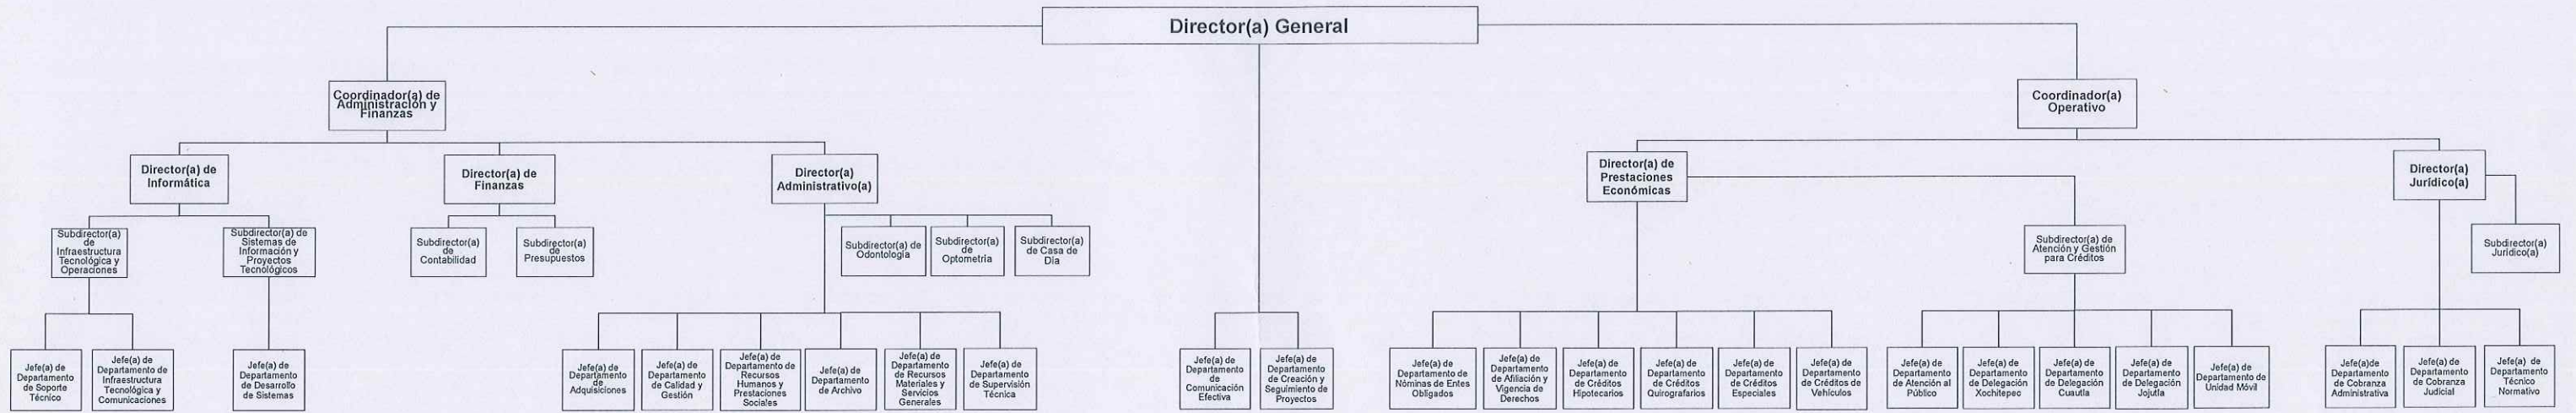 Director(a) General
Coordinador(a) de
Administración y
Finanzas
Coordinador(a)
Operativo
Director(a) de
Informática
Director(a) de
Finanzas
Director(a)
Administrativo(a)
Director(a) de
Prestaciones
Económicas
Director(a)
Jurídico(a)
Subdirector(a)
de
Infraestructura
Tecnológica y
Operaciones
Subdirector(a) de
Sistemas de
Información y
Proyectos
Tecnológicos
Subdirector(a)
de
Contabilidad
Subdirector(a)
de
Presupuestos
Subdirector(a) de
Odontología
Subdirector(a)
de
Optometria
Subdirector(a)
de Casa de
Día
Subdirector(a) de
Atención y Gestión
para Créditos
Subdirector(a)
Jurídico(a)
Jefe(a) de
Departamento
de Soporte
Técnico
Jefe(a) de
Departamento de
Infraestructura
Tecnológica y
Comunicaciones
Jefe(a) de
Departamento
de Desarrollo
de Sistemas
Jefe(a) de
Departamento
de
Adquisiciones
Jefe(a) de
Departamento
de Calidad y
Gestión
Jefe(a) de
Departamento de
Recursos
Humanos y
Prestaciones
Sociales
Jefe(a) de
Departamento
de Archivo
Jefe(a) de
Departamento
de Recursos
Materiales y
Servicios
Generales
Jefe(a) de
Departamento
de Supervisión
Técnica
Jefe(a) de
Departamento
de
Comunicación
Efectiva
Jefe(a) de
Departamento
de Creación y
Seguimiento de
Proyectos
Jefe(a) de
Departamento de
Nóminas de Entes
Obligados
Jefe(a) de
Departamento
de Afiliación y
Vigencia de
Derechos
Jefe(a) de
Departamento
de Créditos
Hipotecarios
Jefe(a) de
Departamento
de Créditos
Quirografarios
Jefe(a) de
Departamento
de Créditos
Especiales
Jefe(a) de
Departamento
de Créditos de
Vehículos
Jefe(a) de
Departamento
de Atención al
Público
Jefe(a) de
Departamento
de Delegación
Xochitepec
Jefe(a) de
Departamento
de Delegación
Cuautla
Jefe(a) de
Departamento
de Delegación
Jojutla
Jefe(a) de
Departamento de
Unidad Móvil
Jefe(a)de
Departamento
de Cobranza
Administrativa
Jefe(a) de
Departamento
de Cobranza
Judicial
Jefe(a) de
Departamento
Técnico
Normativo